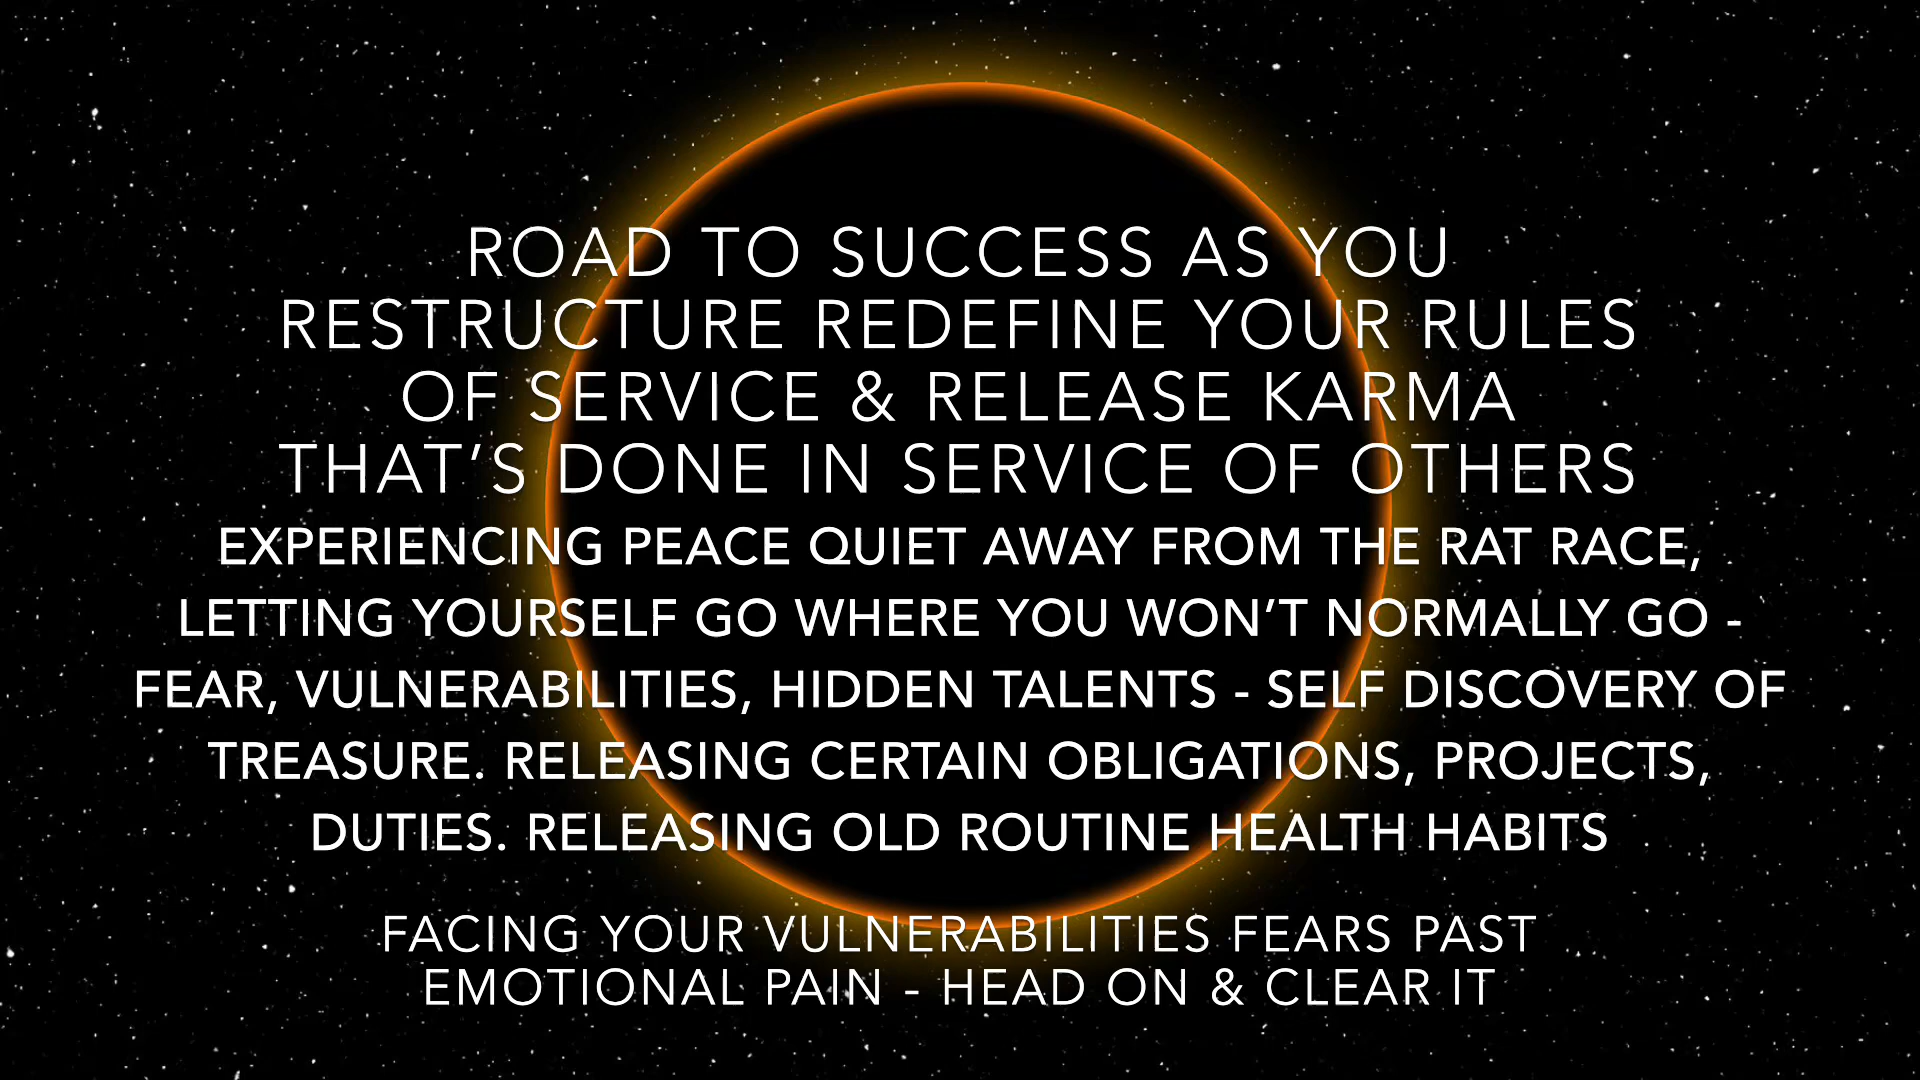 ROAD TO SUCCESS AS YOU
RESTRUCTURE REDEFINE YOUR RULES
OF SERVICE & RELEASE KARMA
THAT’S DONE IN SERVICE OF OTHERS
EXPERIENCING PEACE QUIET AWAY FROM THE RAT RACE,
LETTING YOURSELF GO WHERE YOU WON’T NORMALLY GO -
FEAR, VULNERABILITIES, HIDDEN TALENTS - SELF DISCOVERY OF
TREASURE. RELEASING CERTAIN OBLIGATIONS, PROJECTS,
DUTIES. RELEASING OLD ROUTINE HEALTH HABITS
FACING YOUR VULNERABILITIES FEARS PAST
EMOTIONAL PAIN - HEAD ON & CLEAR IT